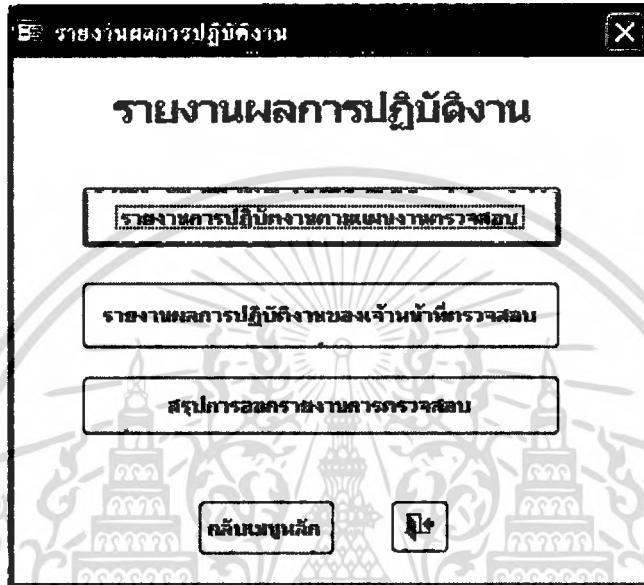 รายงานผลการปฏิบัติงาน
รายงานผลการปฏิบัติงาน
รายงานการปฏิบัติงานตามแผนงานตรวจสอบ
รายงานผลการปฏิบัติงานของเจ้าหน้าที่ตรวจสอบ
สรุปการออกรายงานการตรวจสอบ
กลับเมนูหลัก